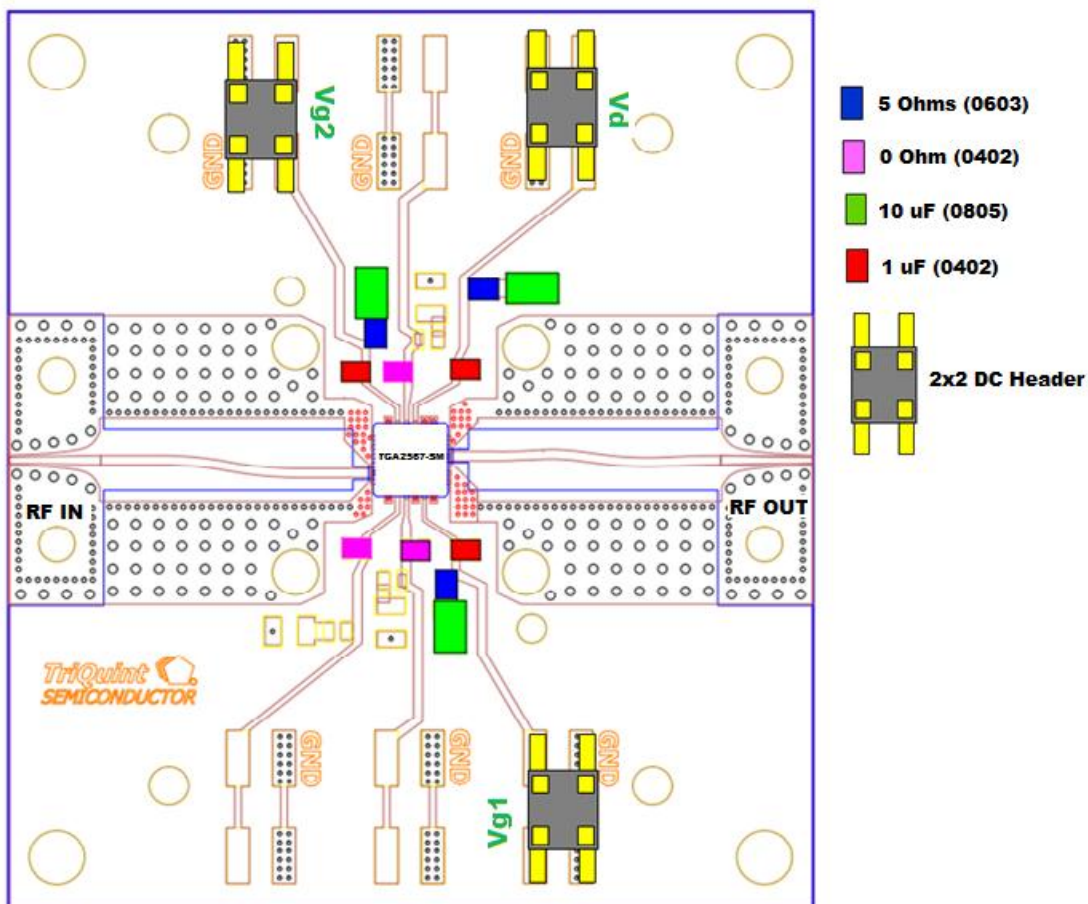 Vg2
GND
GND
Vd
GND
5 Ohms (0603)
0 Ohm (0402)
10 uF (0805)
1 uF (0402)
2x2 DC Header
TGA2567-SM
RF IN
RF OUT
TriQuint
SEMICONDUCTOR
GND
GND
GND
Vg1